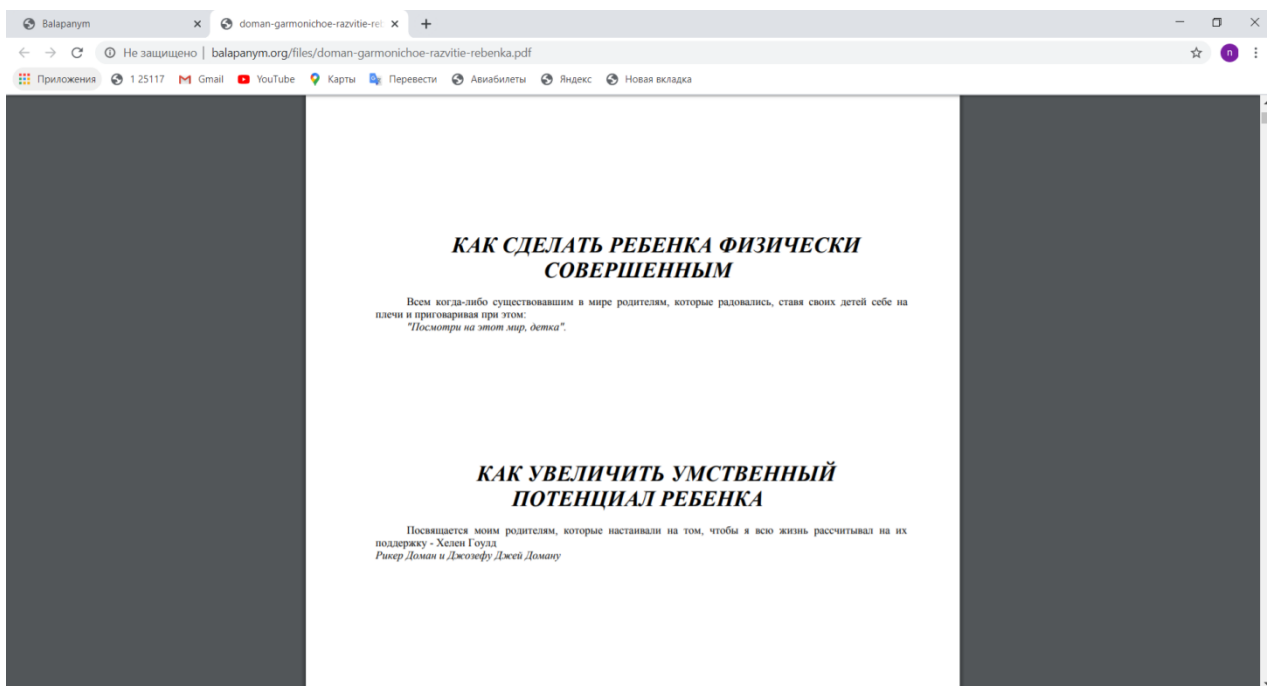 Balapanym
doman-garmonichoe-razvitie-reb
Не защищено | balapanym.org/files/doman-garmonichoe-razvitie-rebenka.pdf
п
Приложения 1 25117 Gmail YouTube Карты Перевести Авиабилеты Яндекс Новая вкладка
КАК СДЕЛАТЬ РЕБЕНКА ФИЗИЧЕСКИ
СОВЕРШЕННЫМ
Всем когда-либо существовавшим в мире родителям, которые радовались, ставя своих детей себе на
плечи и приговаривая при этом:
"Посмотри на этот мир, детка".
КАК УВЕЛИЧИТЬ УМСТВЕННЫЙ
ПОТЕНЦИАЛ РЕБЕНКА
Посвящается моим родителям, которые настаивали на том, чтобы я всю жизнь рассчитывал на их
поддержку - Хелен Гоулд
Рикер Доман и Джозефу Джей Доману